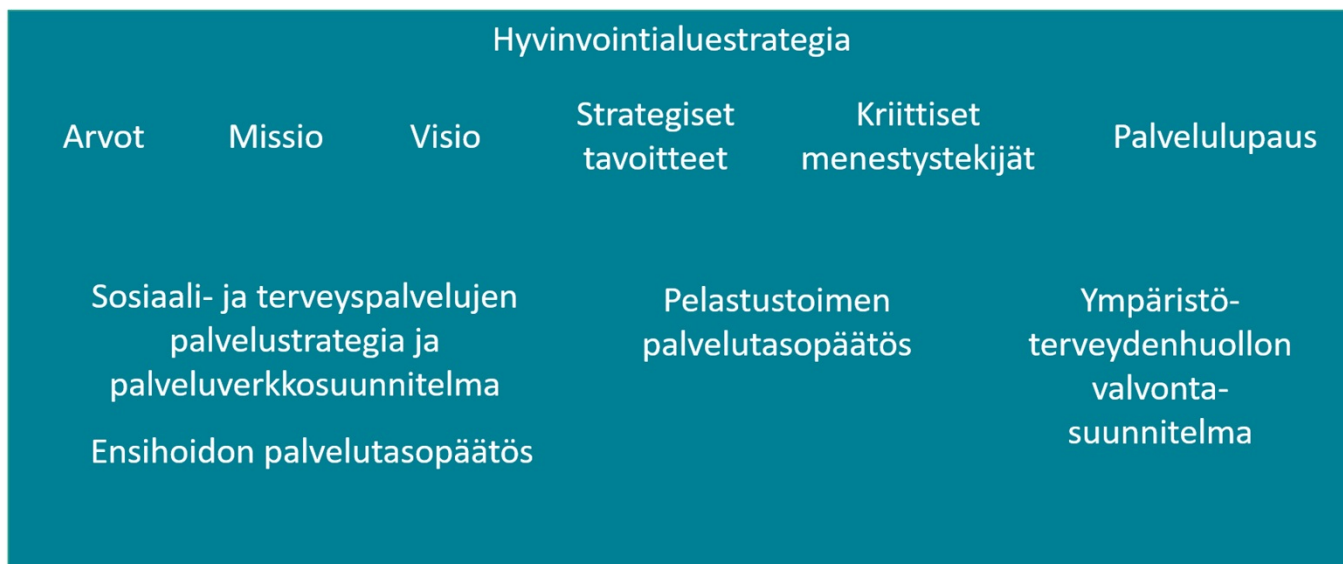 Hyvinvointialuestrategia
Arvot
Missio
Visio
Strategiset
tavoitteet
Kriittiset
menestystekijät
Palvelulupaus
Sosiaali- ja terveyspalvelujen
palvelustrategia ja
palveluverkkosuunnitelma
Ensihoidon palvelutasopäätös
Pelastustoimen
palvelutasopäätös
Ympäristö-
terveydenhuollon
valvonta-
suunnitelma